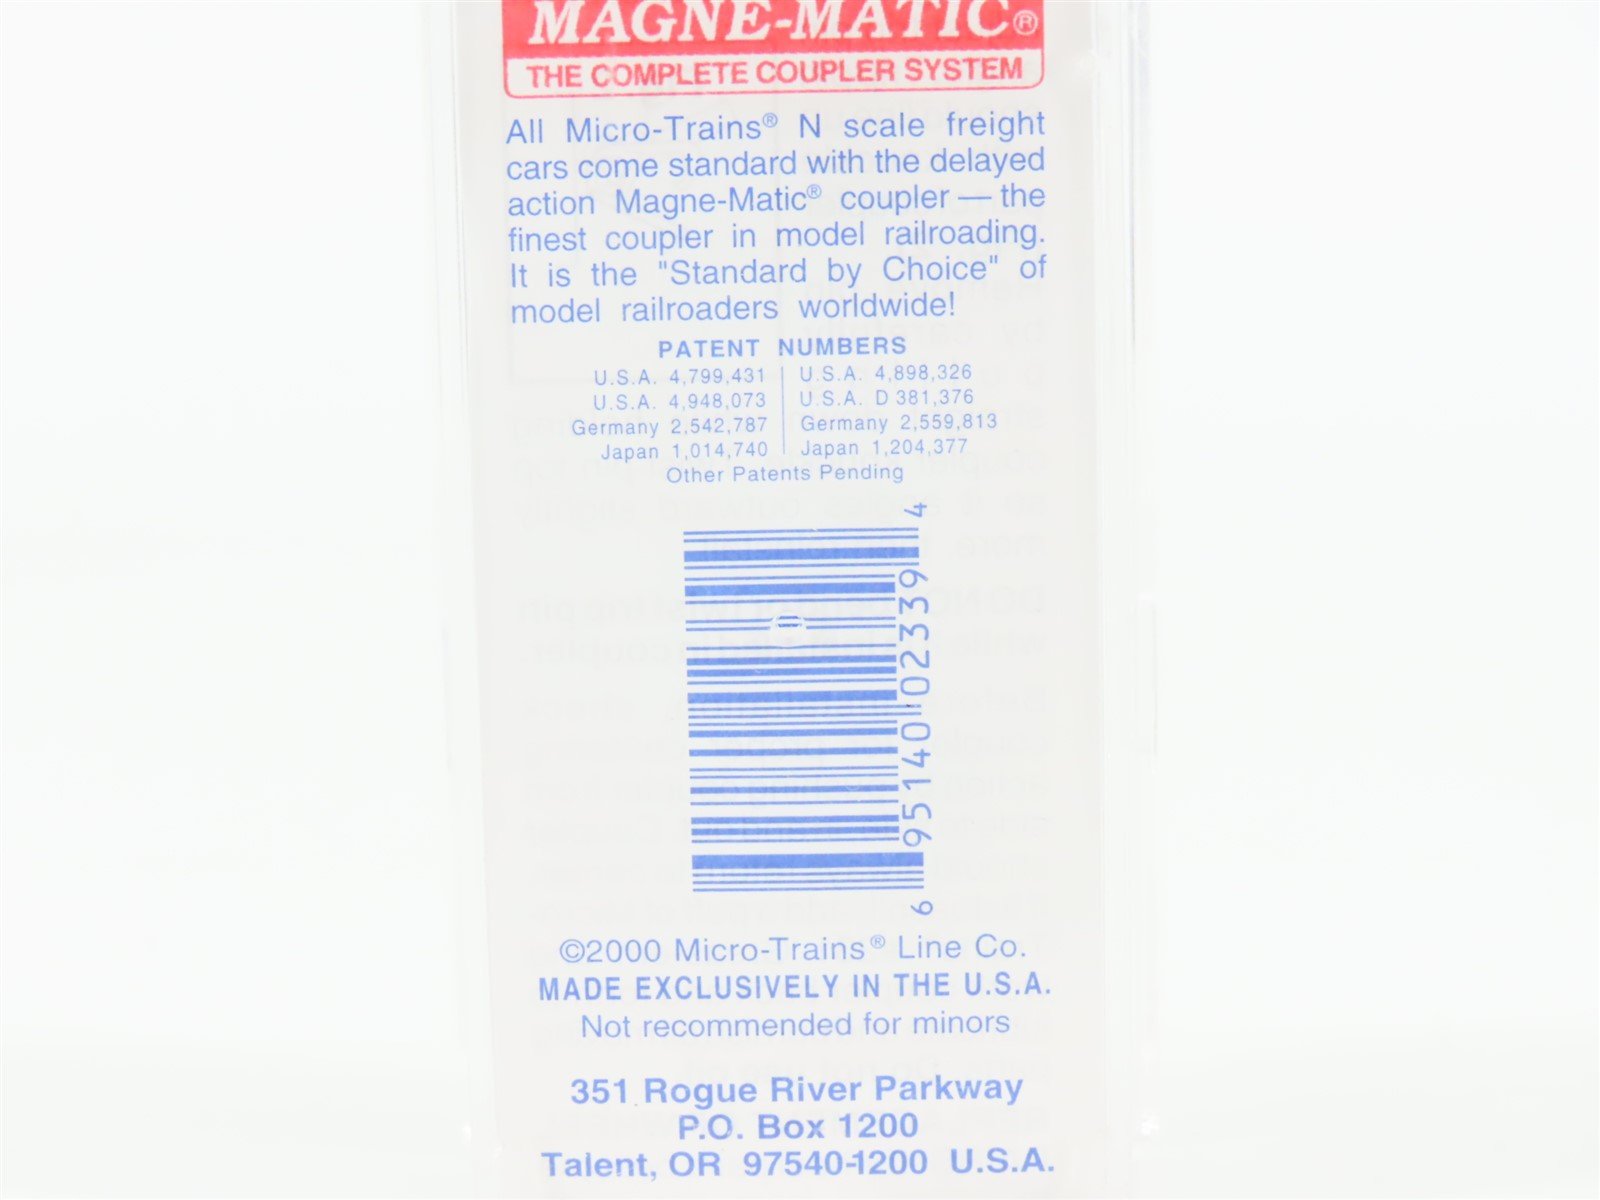 MAGNE-MATIC®
THE COMPLETE COUPLER SYSTEM
All Micro-Trains® N scale freight
cars come standard with the delayed
action Magne-Matic® coupler — the
finest coupler in model railroading.
It is the "Standard by Choice" of
model railroaders worldwide!
PATENT NUMBERS
U.S.A. 4,799,431 | U.S.A. 4,898,326
U.S.A. 4,948,073 | U.S.A. D 381,376
Germany 2,542,787 | Germany 2,559,813
Japan 1,014,740 | Japan 1,204,377
Other Patents Pending
6 95140 02339 4
©2000 Micro-Trains® Line Co.
MADE EXCLUSIVELY IN THE U.S.A.
Not recommended for minors
351 Rogue River Parkway
P.O. Box 1200
Talent, OR 97540-1200 U.S.A.